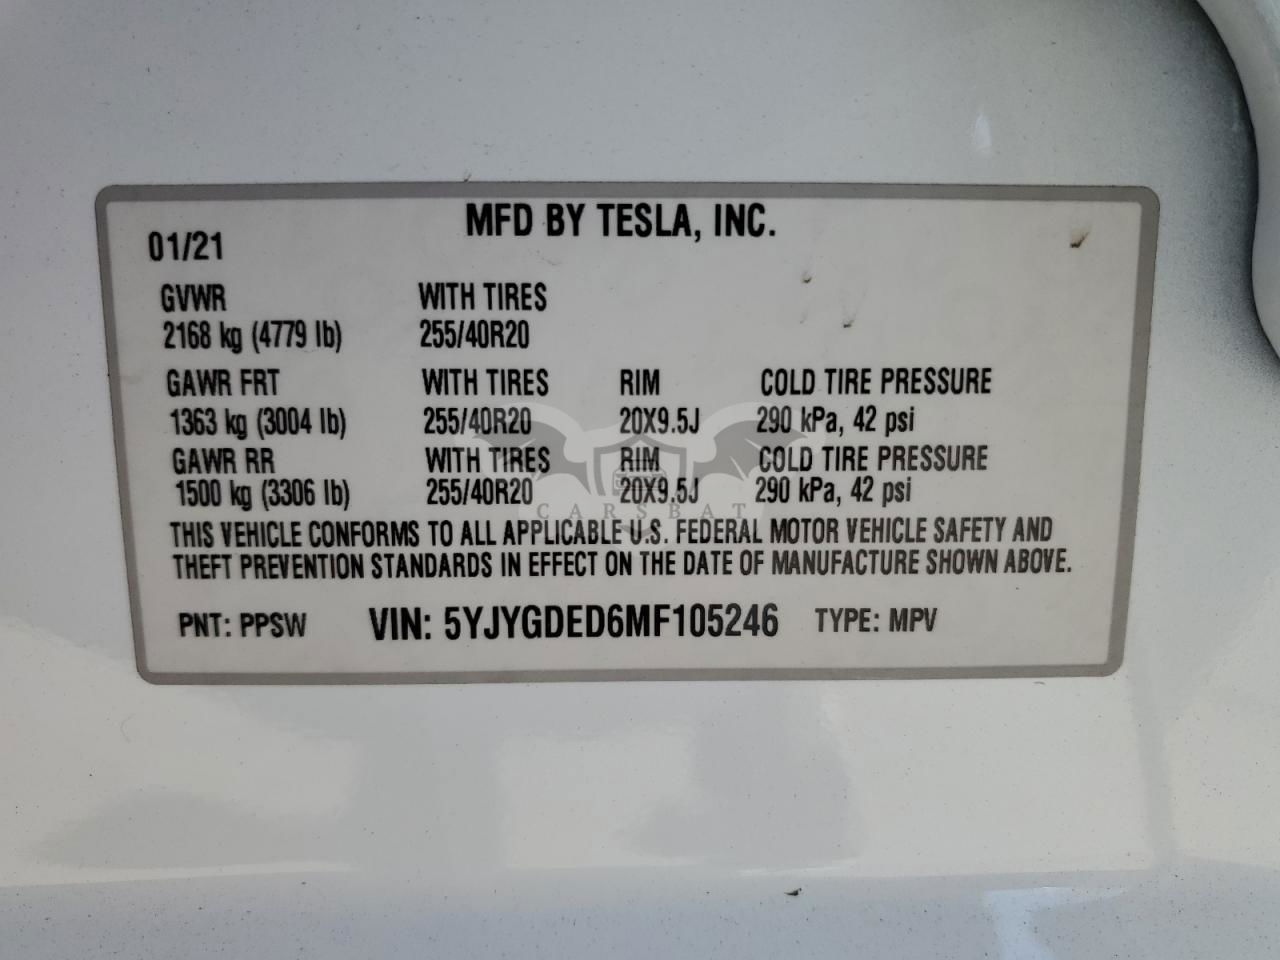 MFD BY TESLA, INC.
01/21
GVWR WITH TIRES
2168 kg (4779 lb) 255/40R20
GAWR FRT WITH TIRES RIM COLD TIRE PRESSURE
1363 kg (3004 lb) 255/40R20 20X9.5J 290 kPa, 42 psi
GAWR RR WITH TIRES RIM COLD TIRE PRESSURE
1500 kg (3306 lb) 255/40R20 20X9.5J 290 kPa, 42 psi
CARSBAT
THIS VEHICLE CONFORMS TO ALL APPLICABLE U.S. FEDERAL MOTOR VEHICLE SAFETY AND
THEFT PREVENTION STANDARDS IN EFFECT ON THE DATE OF MANUFACTURE SHOWN ABOVE.
PNT: PPSW VIN: 5YJYGDED6MF105246 TYPE: MPV